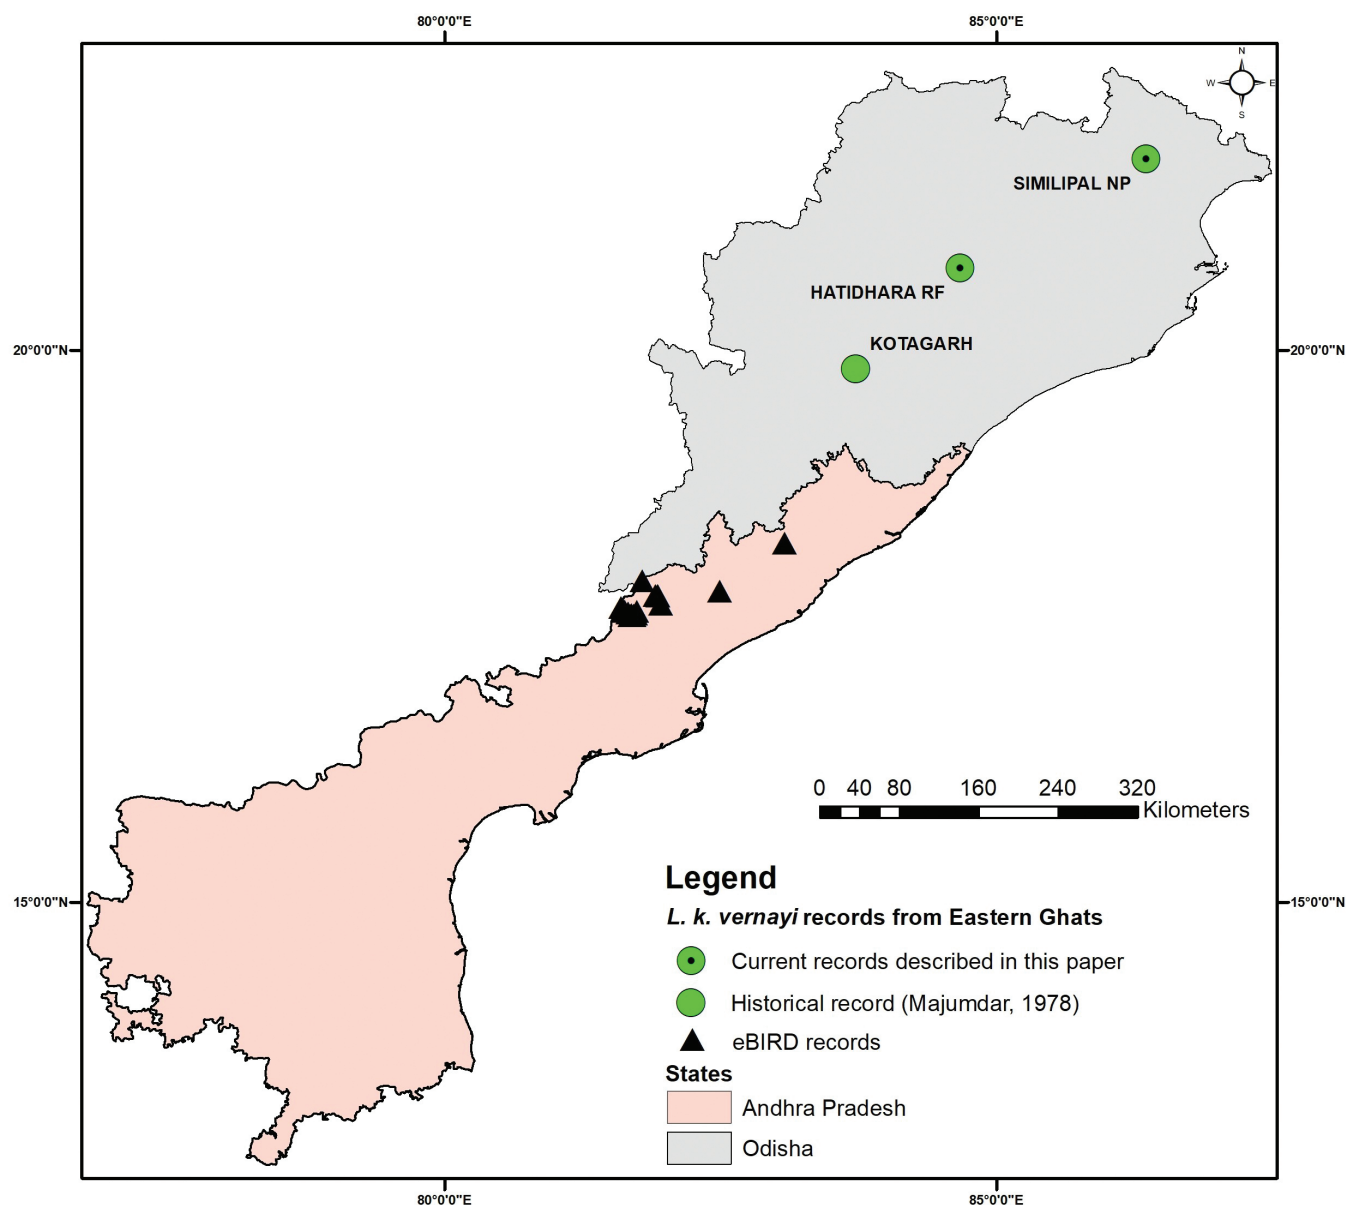 80°0'0"E 85°0'0"E
N
W E
S
SIMILIPAL NP
HATIDHARA RF
KOTAGARH
20°0'0"N 20°0'0"N
0 40 80 160 240 320
Kilometers
Legend
L. k. vernayi records from Eastern Ghats
15°0'0"N 15°0'0"N
Current records described in this paper
Historical record (Majumdar, 1978)
eBIRD records
States
Andhra Pradesh
Odisha
80°0'0"E 85°0'0"E